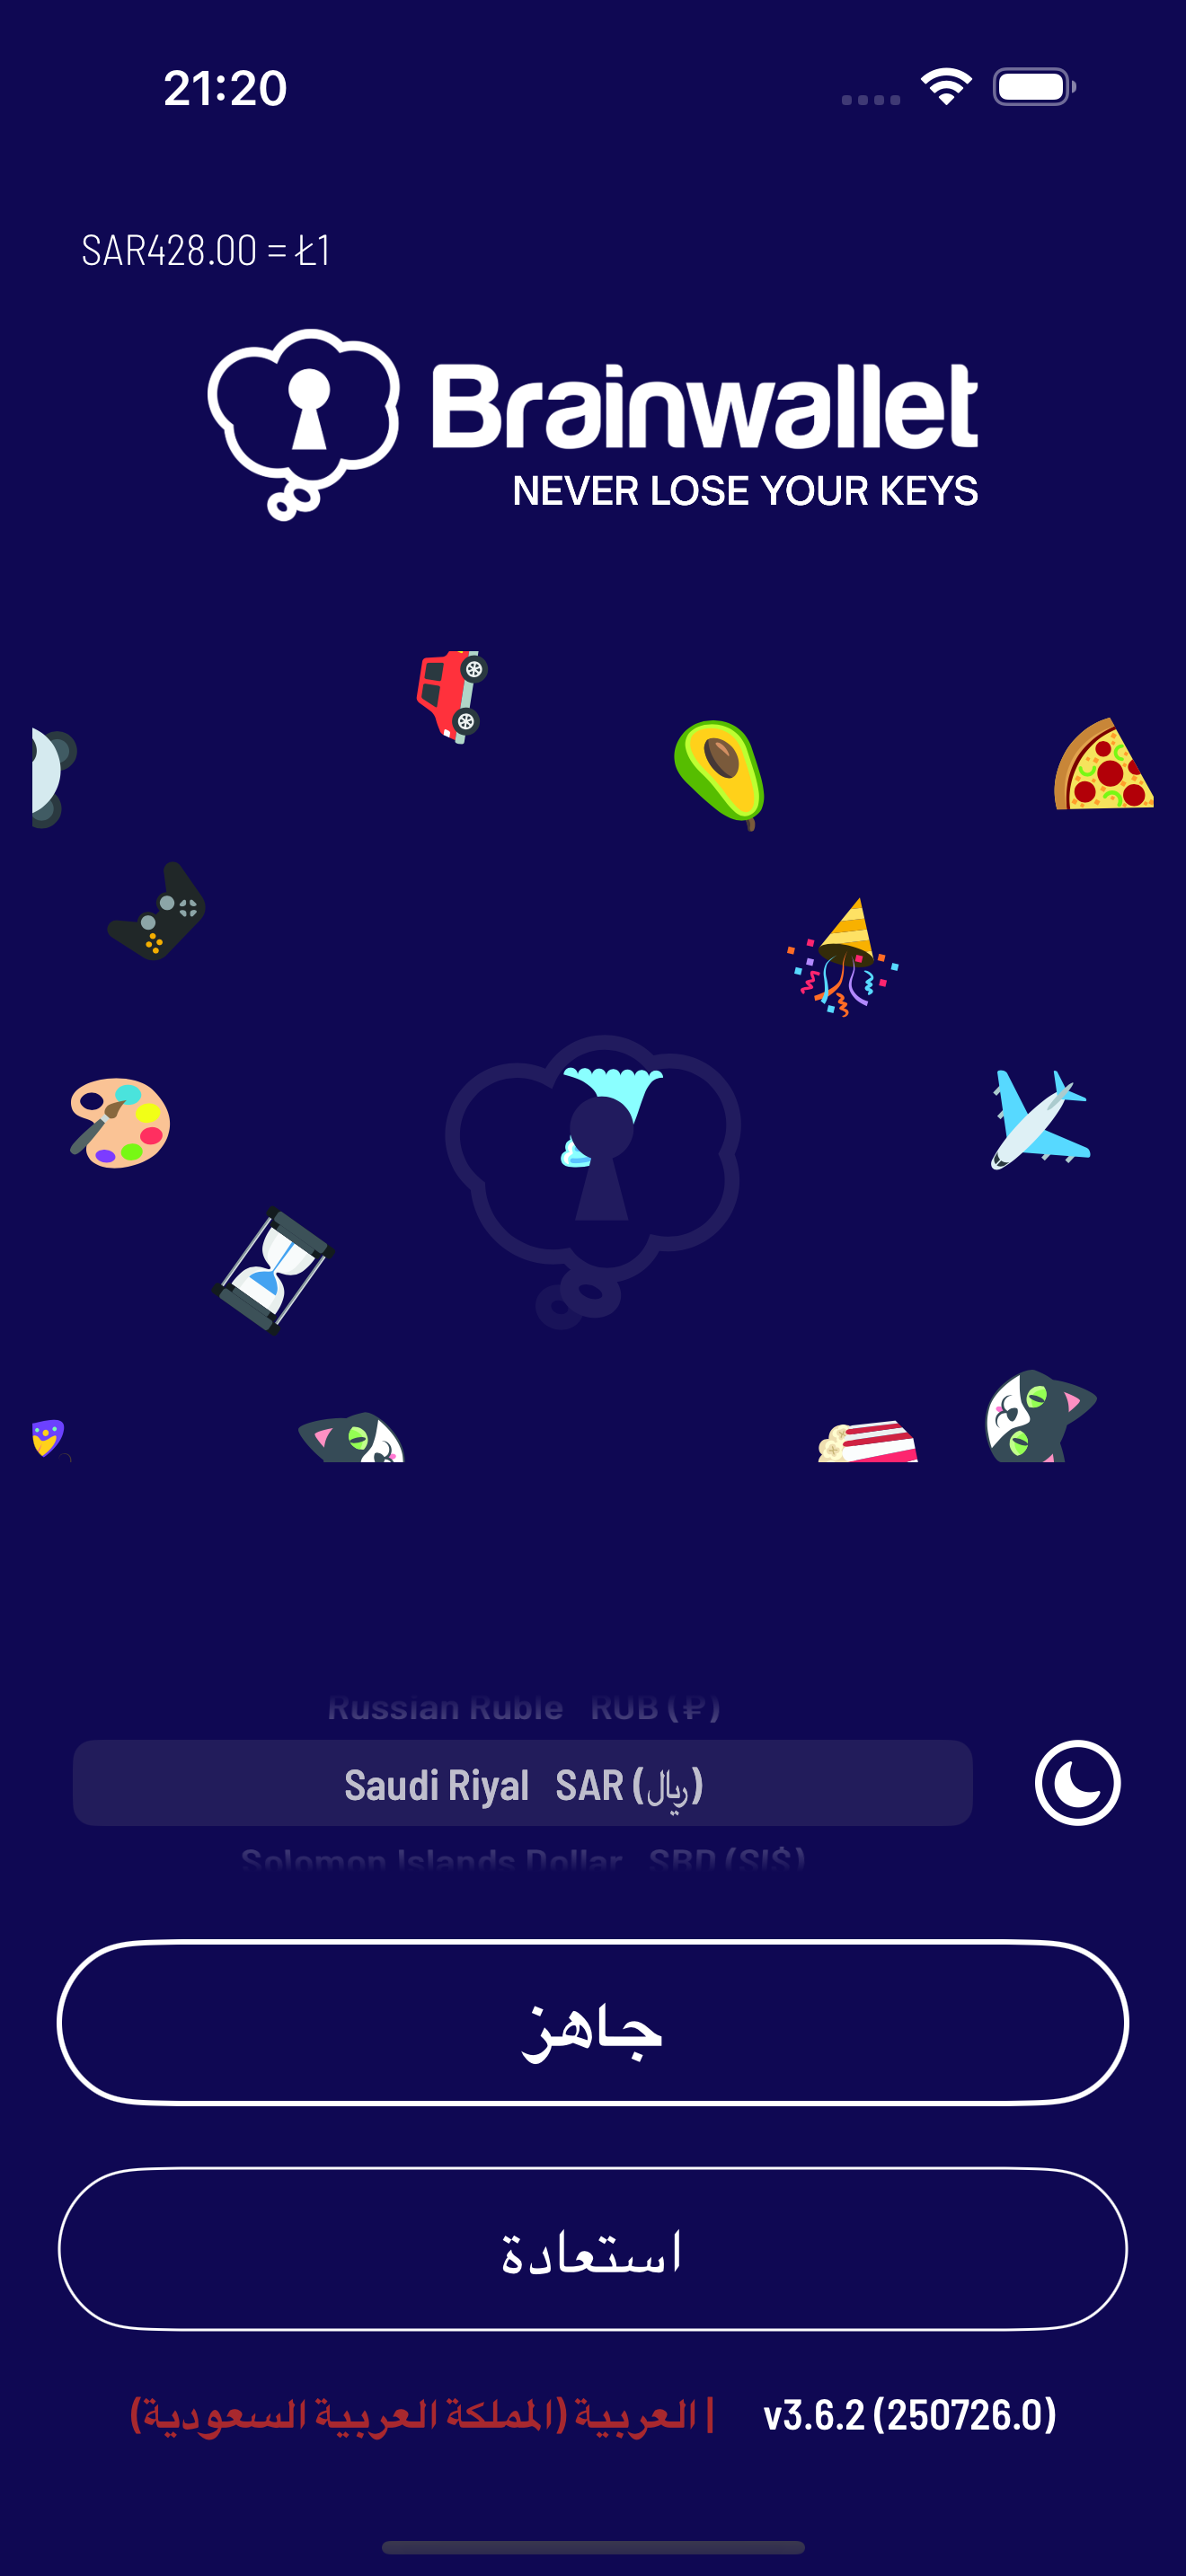 21:20
SAR428.00 = Ł1
Brainwallet
NEVER LOSE YOUR KEYS
Russian Ruble RUB (₽)
Saudi Riyal SAR (ريال)
Solomon Islands Dollar SBD (SI$)
جاهز
استعادة
العربية (المملكة العربية السعودية) | v3.6.2 (250726.0)